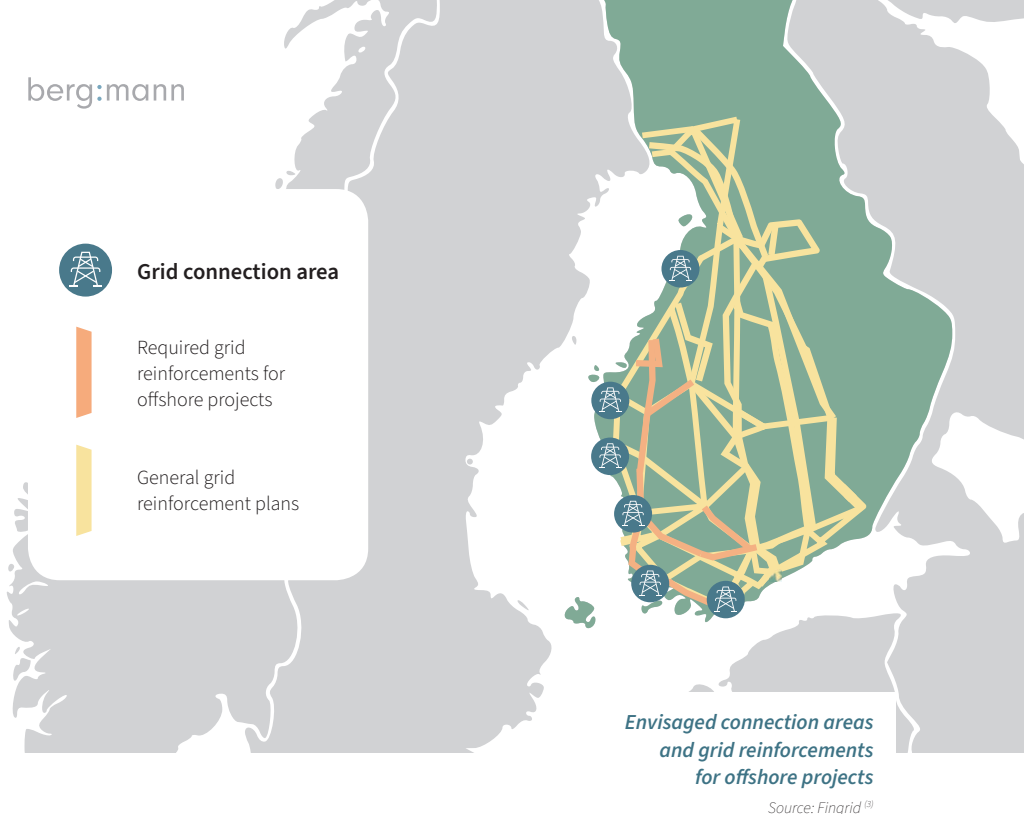 berg:mann
Grid connection area
Required grid
reinforcements for
offshore projects
General grid
reinforcement plans
Envisaged connection areas
and grid reinforcements
for offshore projects
Source: Fingrid (3)